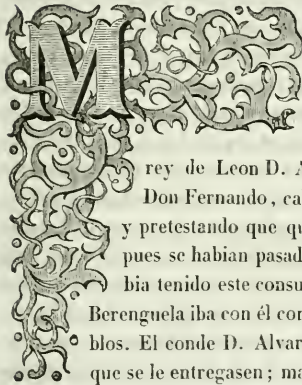 M
rey de Leon D. A
Don Fernando, ca
y pretestando que qu
pues se habian pasad
bia tenido este consu
Berenguela iba con él con
blos. El conde D. Alvar
que se le entregasen; ma